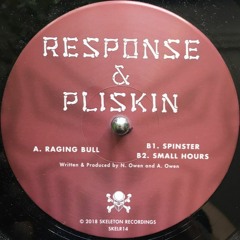 RESPONSE
&
PLISKIN
A. RAGING BULL
B1. SPINSTER
B2. SMALL HOURS
Written & Produced by N. Owen and A. Owen
© 2018 SKELETON RECORDINGS
SKELR14